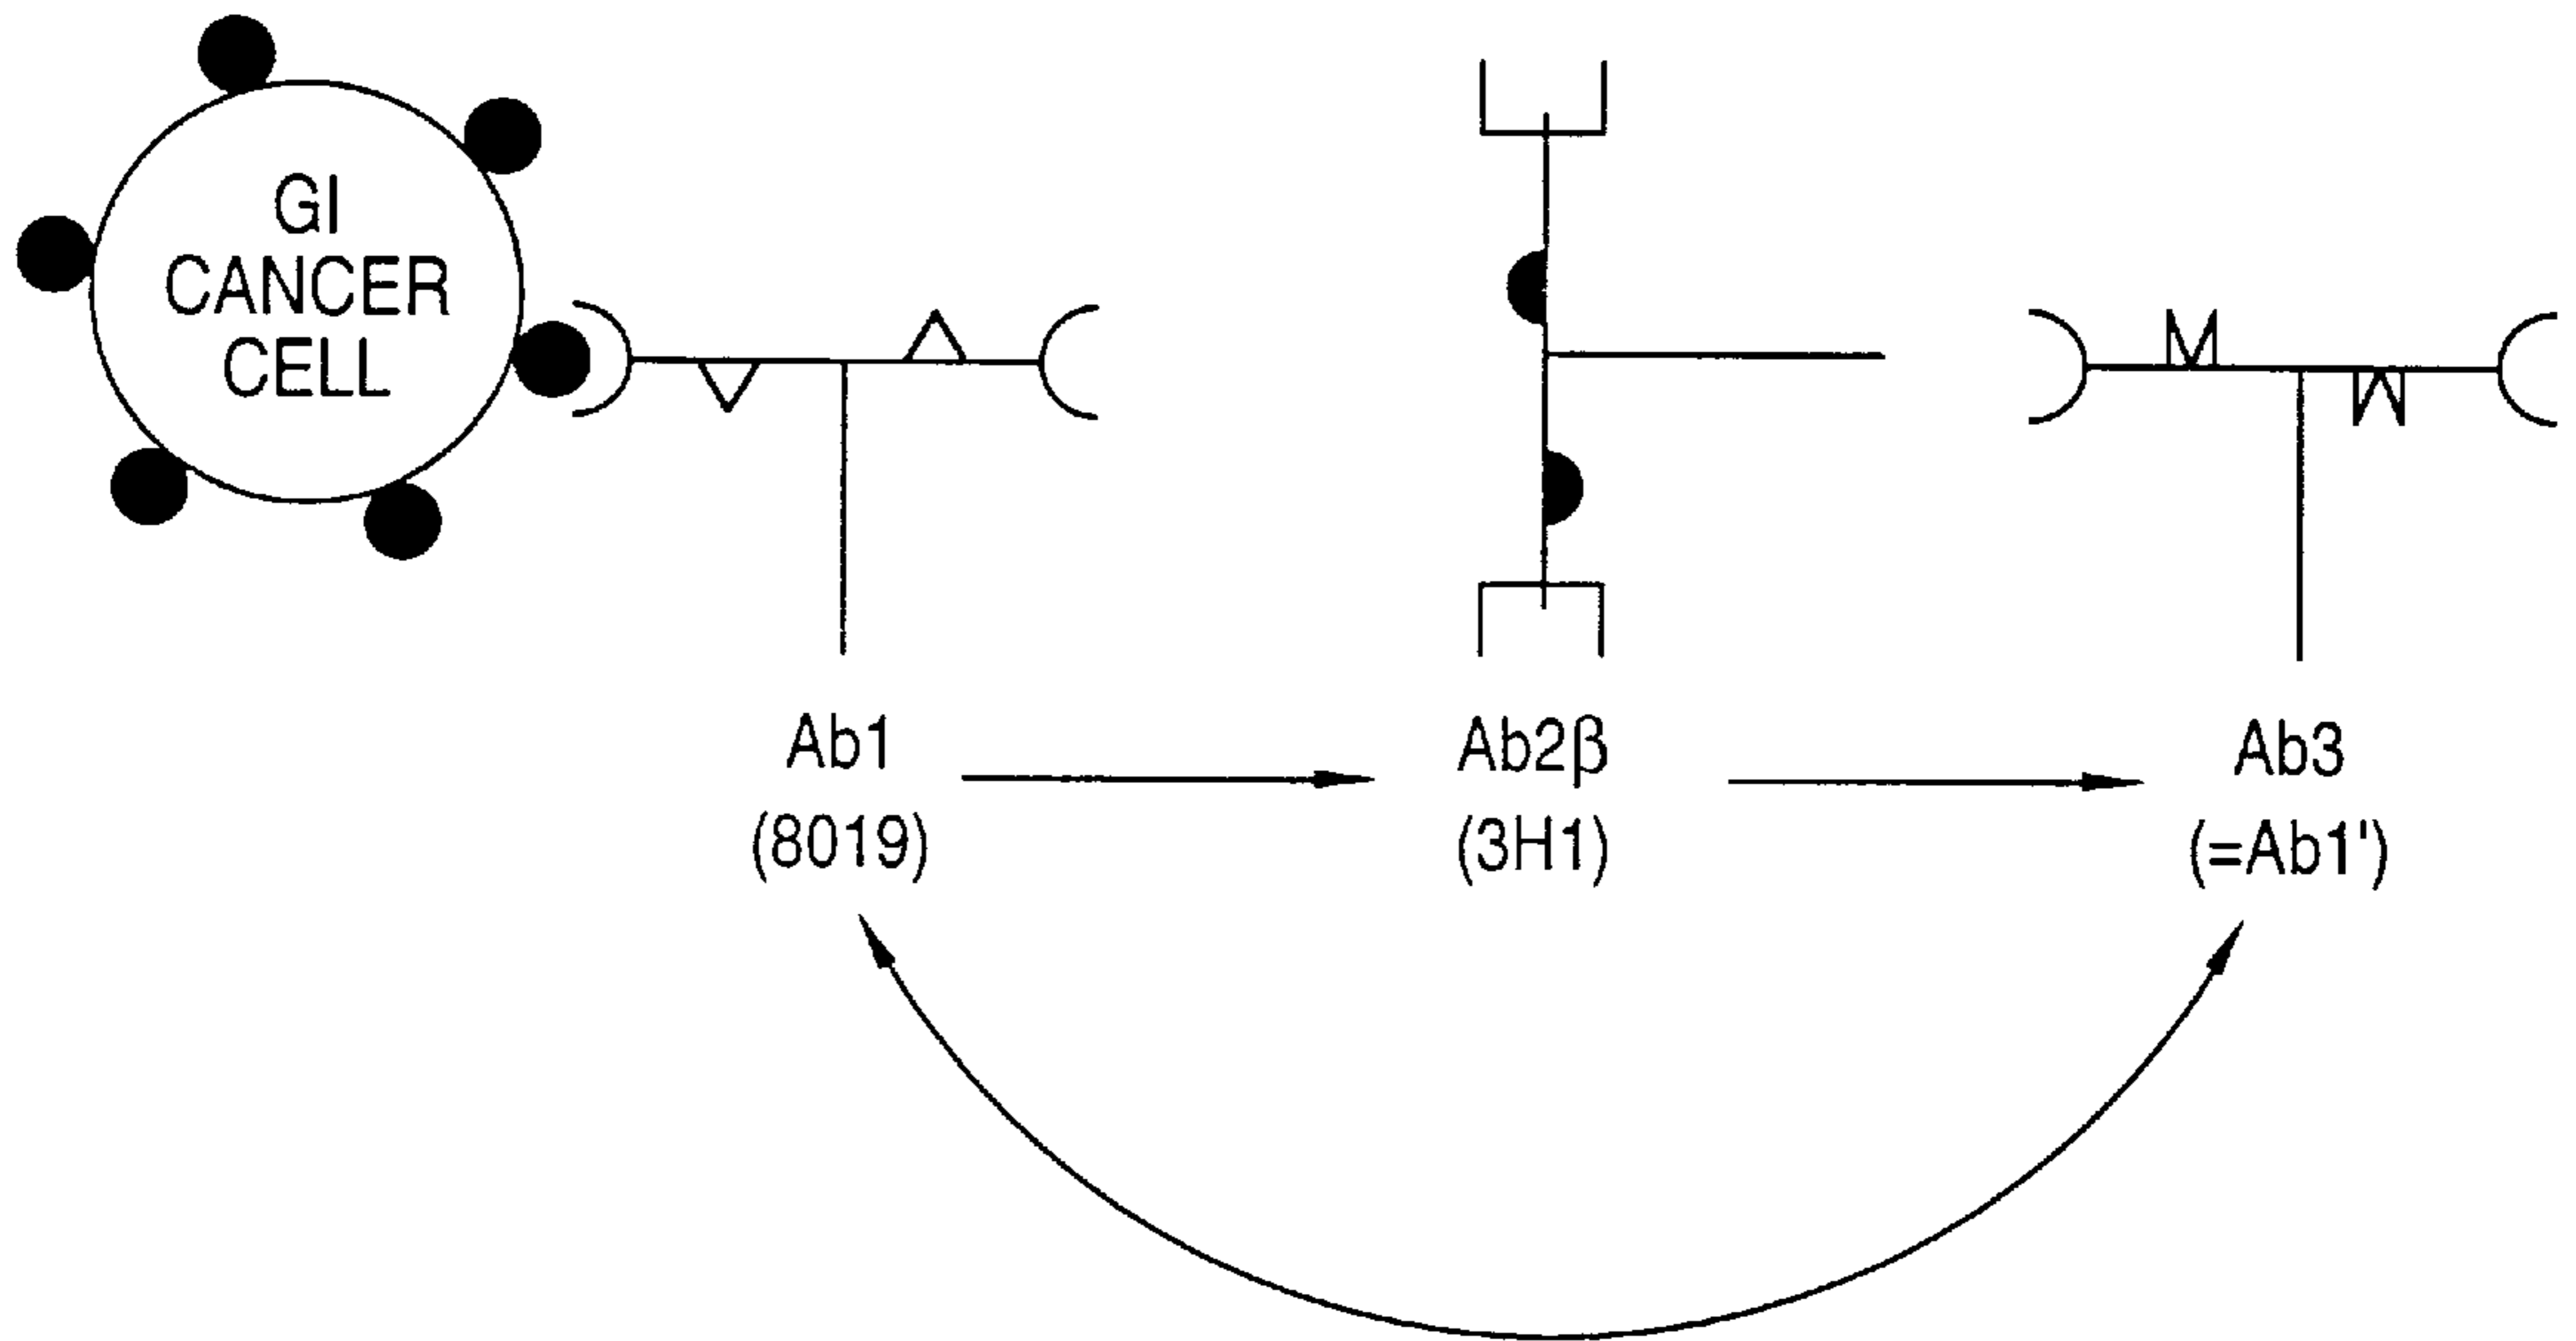 GI
CANCER
CELL
Ab1
(8019)
Ab2β
(3H1)
Ab3
(=Ab1')